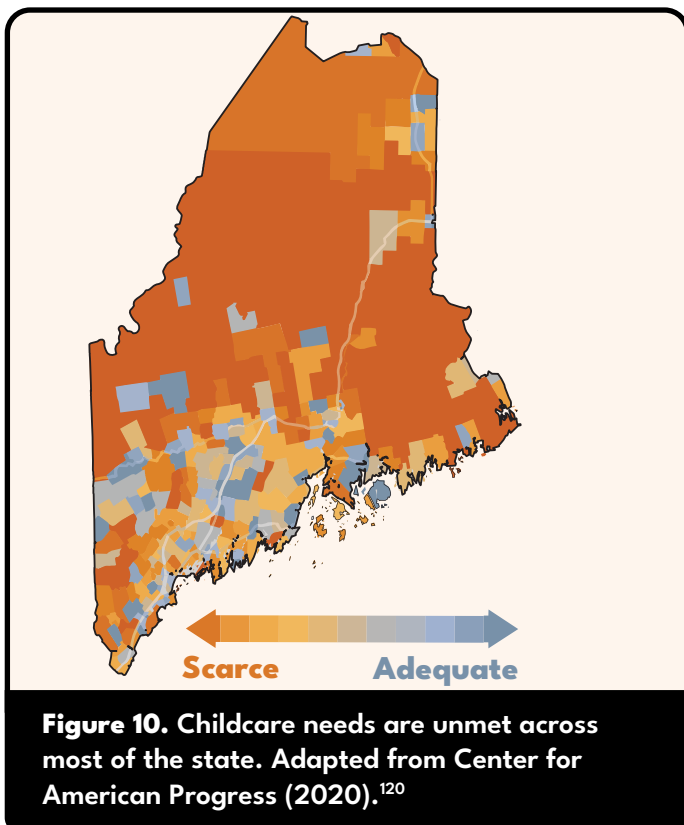 Scarce Adequate
Figure 10. Childcare needs are unmet across
most of the state. Adapted from Center for
American Progress (2020).¹²⁰